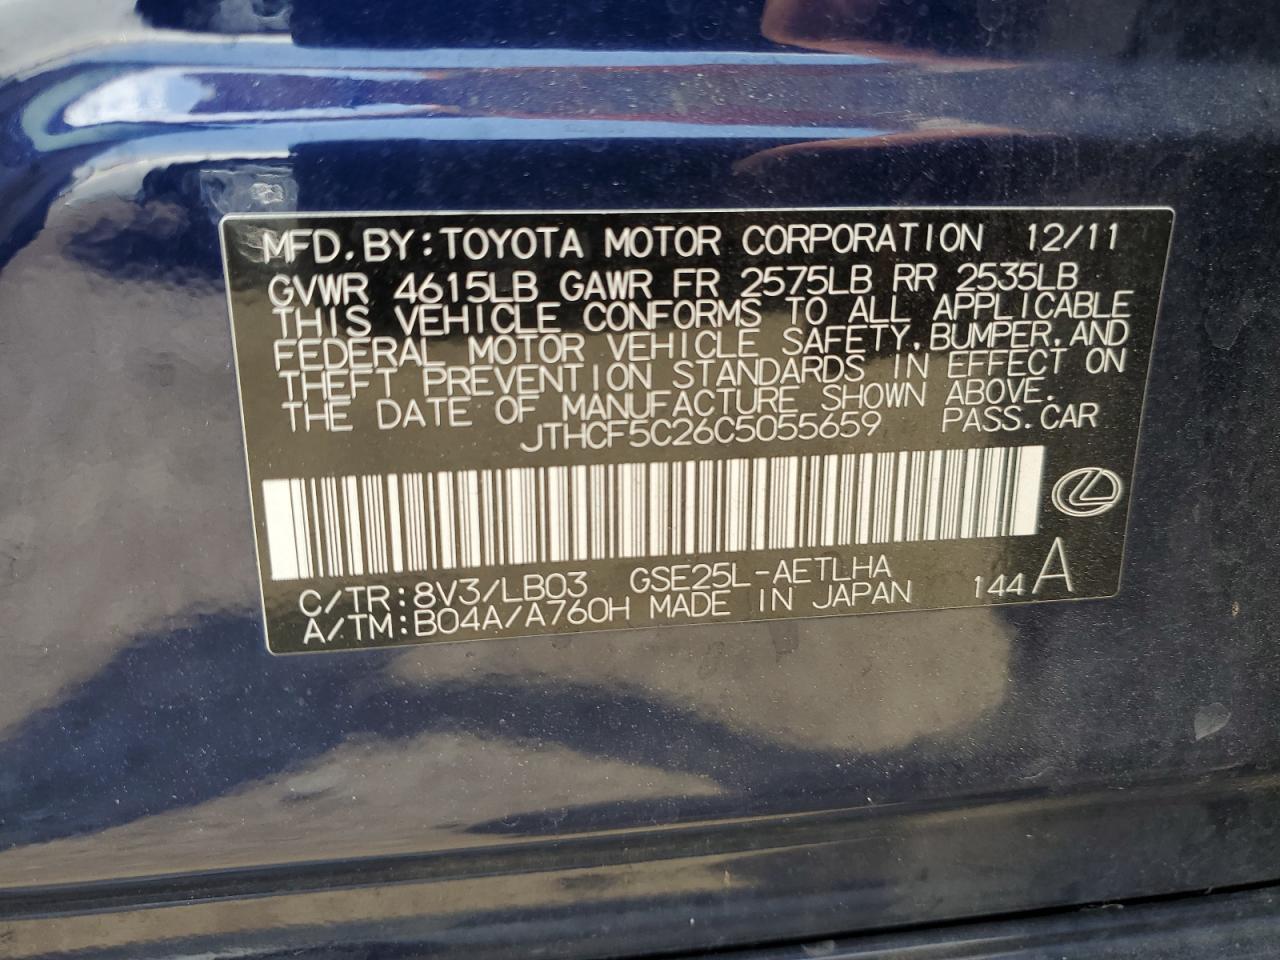 MFD. BY: TOYOTA MOTOR CORPORATION 12/11
GVWR 4615LB GAWR FR 2575LB RR 2535LB
THIS VEHICLE CONFORMS TO ALL APPLICABLE
FEDERAL MOTOR VEHICLE SAFETY, BUMPER, AND
THEFT PREVENTION STANDARDS IN EFFECT ON
THE DATE OF MANUFACTURE SHOWN ABOVE.
JTHCF5C26C5055659 PASS. CAR
C/TR: 8V3/LB03 GSE25L-AETLHA
A/TM: B04A/A760H MADE IN JAPAN 144 A